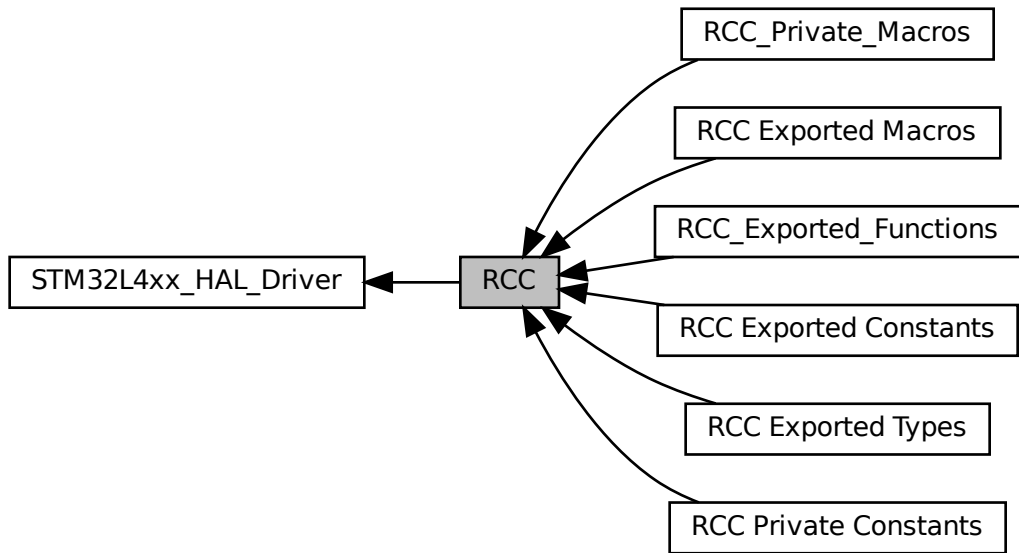 RCC_Private_Macros
RCC Exported Macros
RCC_Exported_Functions
STM32L4xx_HAL_Driver
RCC
RCC Exported Constants
RCC Exported Types
RCC Private Constants